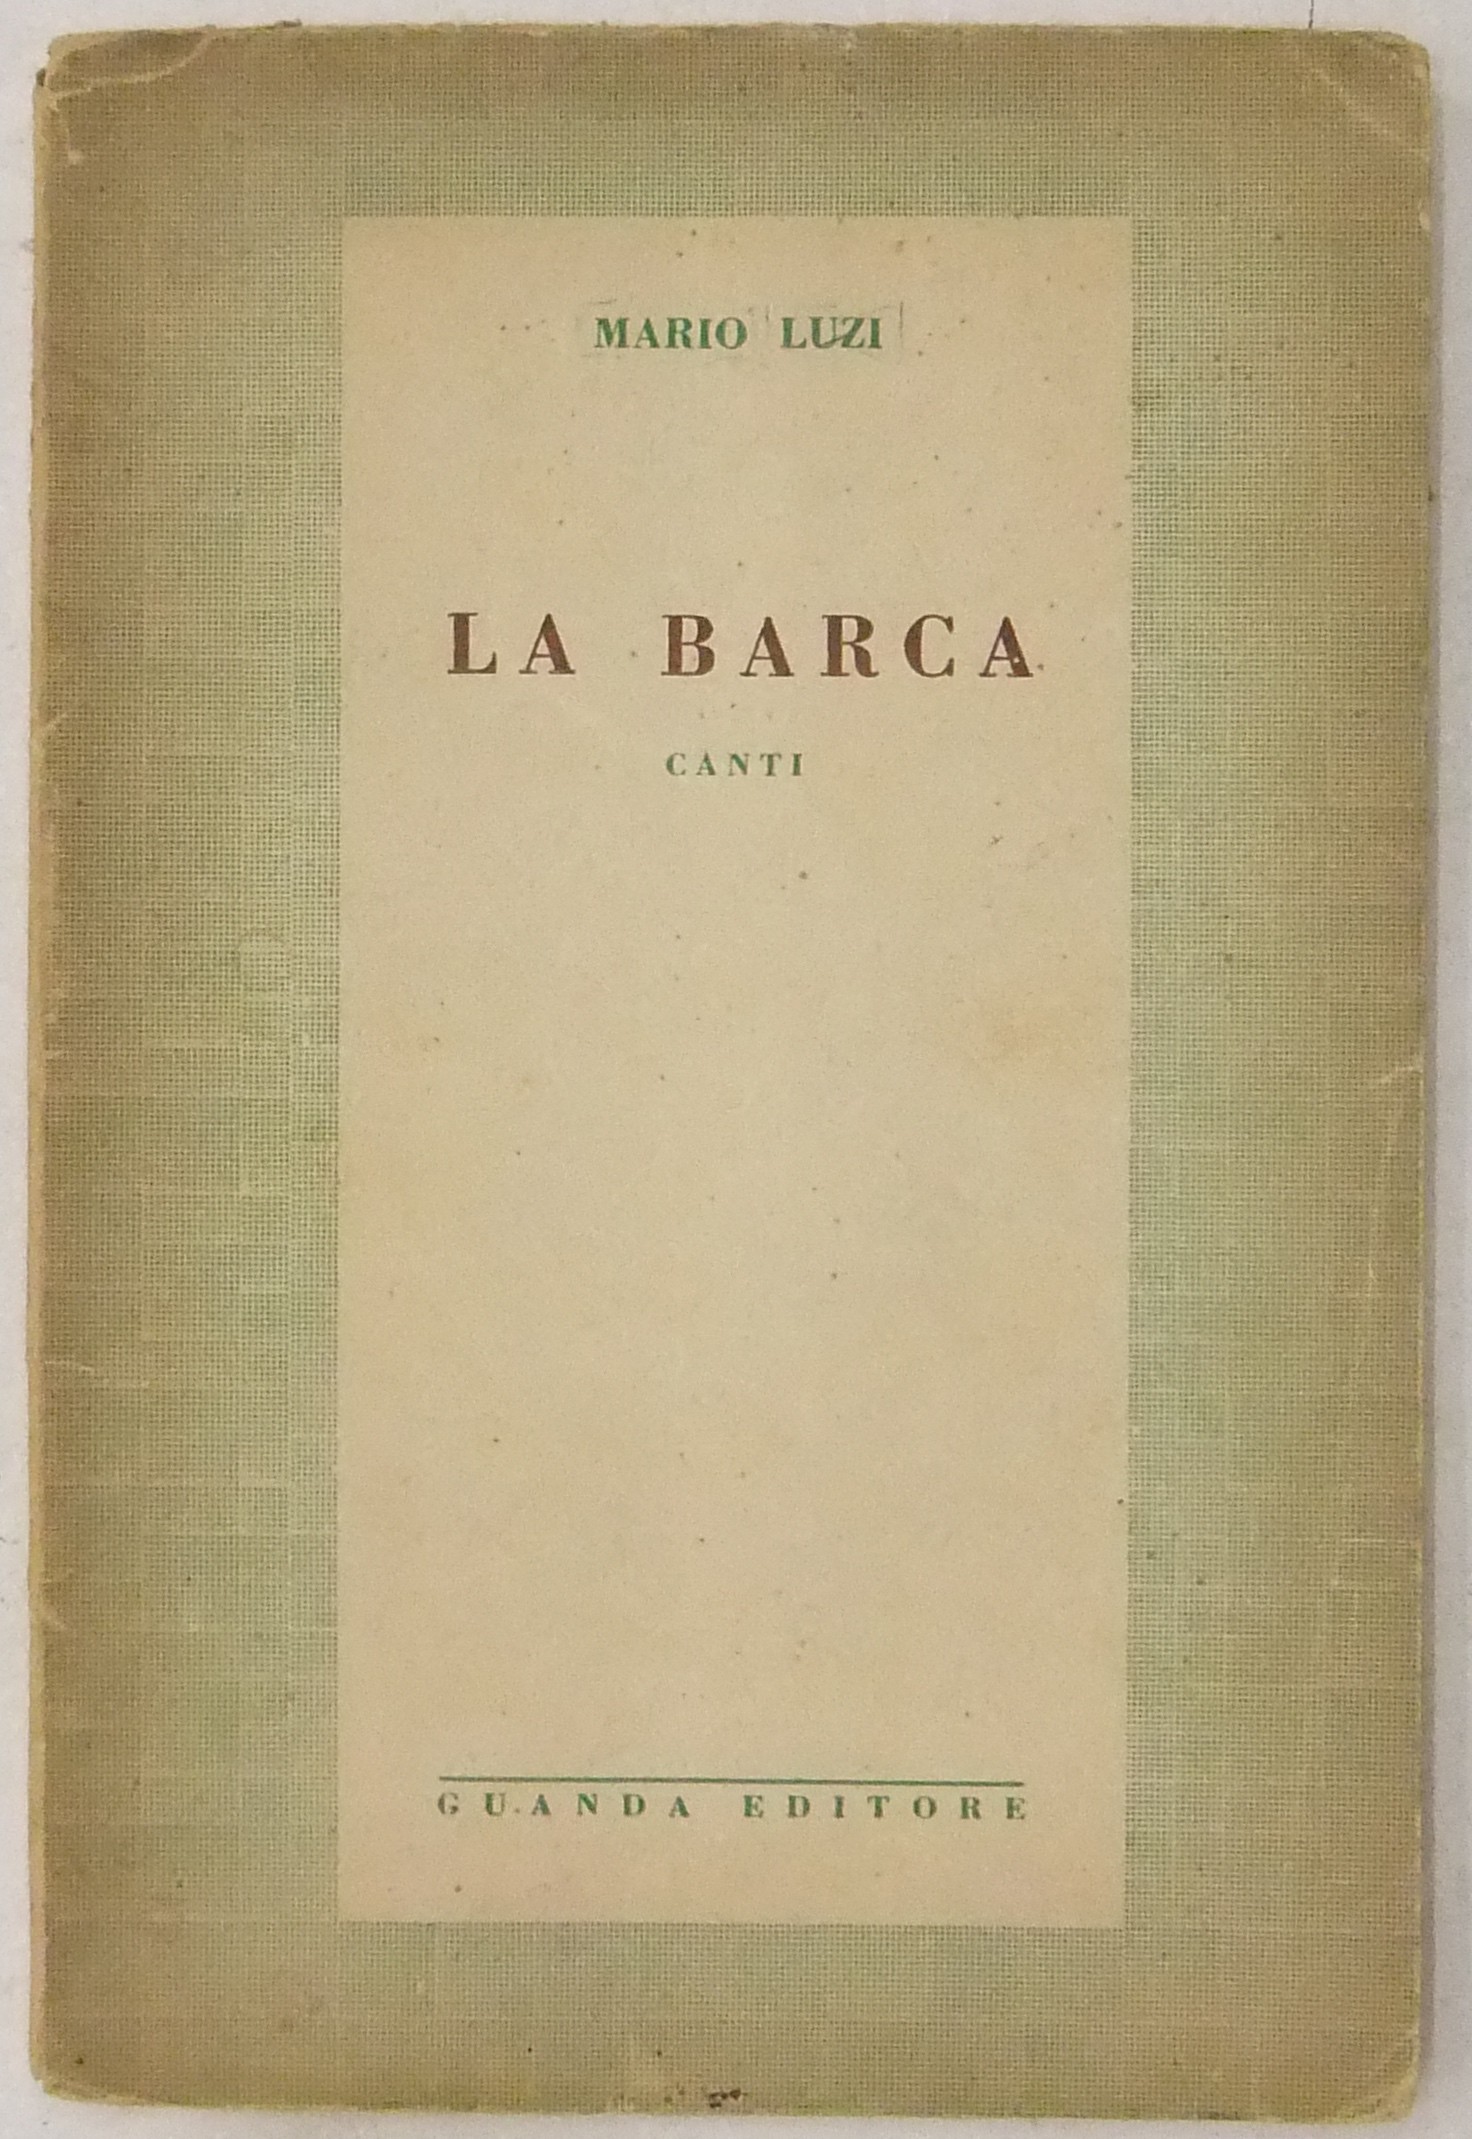 MARIO LUZI
LA BARCA
CANTI
GUANDA EDITORE